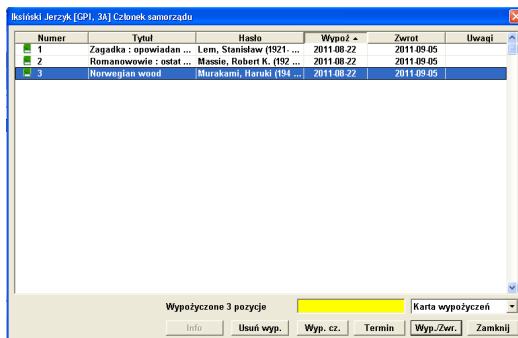 Iksiński Jerzyk [GP1, 3A] Członek samorządu
Numer Tytuł Hasło Wypoż Zwrot Uwagi
1 Zagadka : opowiadan ... Lem, Stanisław (1921- ... 2011-08-22 2011-09-05
2 Romanowowie : ostat ... Massie, Robert K. (192 ... 2011-08-22 2011-09-05
3 Norwegian wood Murakami, Haruki (194 ... 2011-08-22 2011-09-05
Wypożyczone 3 pozycje Karta wypożyczeń
Info Usuń wyp. Wyp. cz. Termin Wyp./Zwr. Zamknij